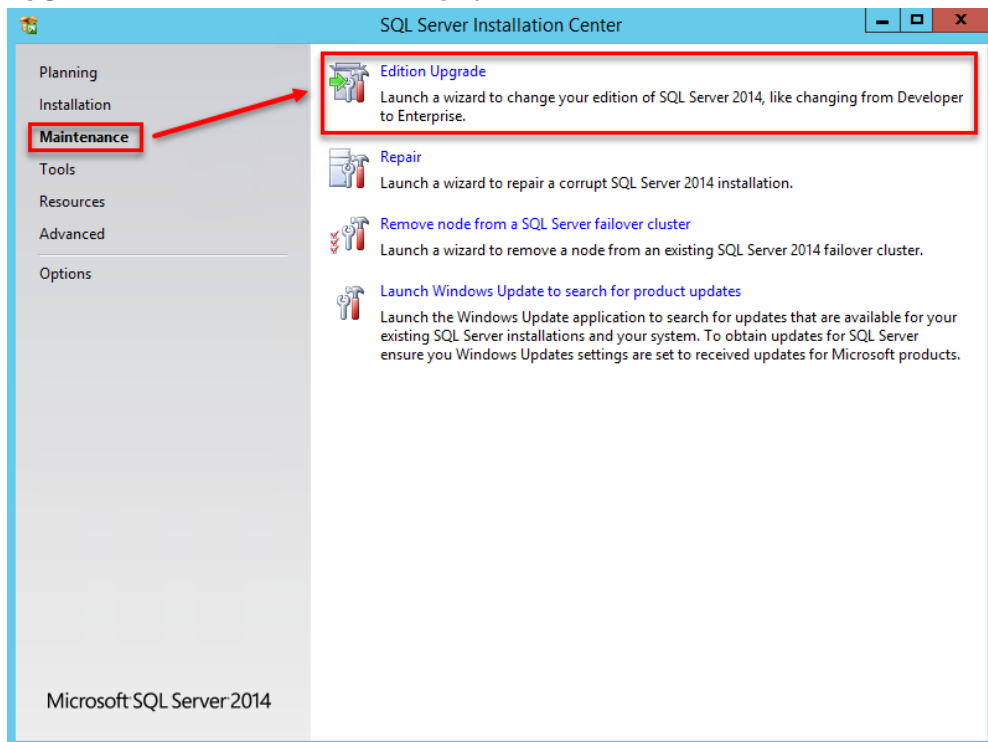 SQL Server Installation Center
Planning
Installation
Maintenance
Tools
Resources
Advanced
Options
Edition Upgrade
Launch a wizard to change your edition of SQL Server 2014, like changing from Developer
to Enterprise.
Repair
Launch a wizard to repair a corrupt SQL Server 2014 installation.
Remove node from a SQL Server failover cluster
Launch a wizard to remove a node from an existing SQL Server 2014 failover cluster.
Launch Windows Update to search for product updates
Launch the Windows Update application to search for updates that are available for your
existing SQL Server installations and your system. To obtain updates for SQL Server
ensure you Windows Updates settings are set to received updates for Microsoft products.
Microsoft SQL Server 2014